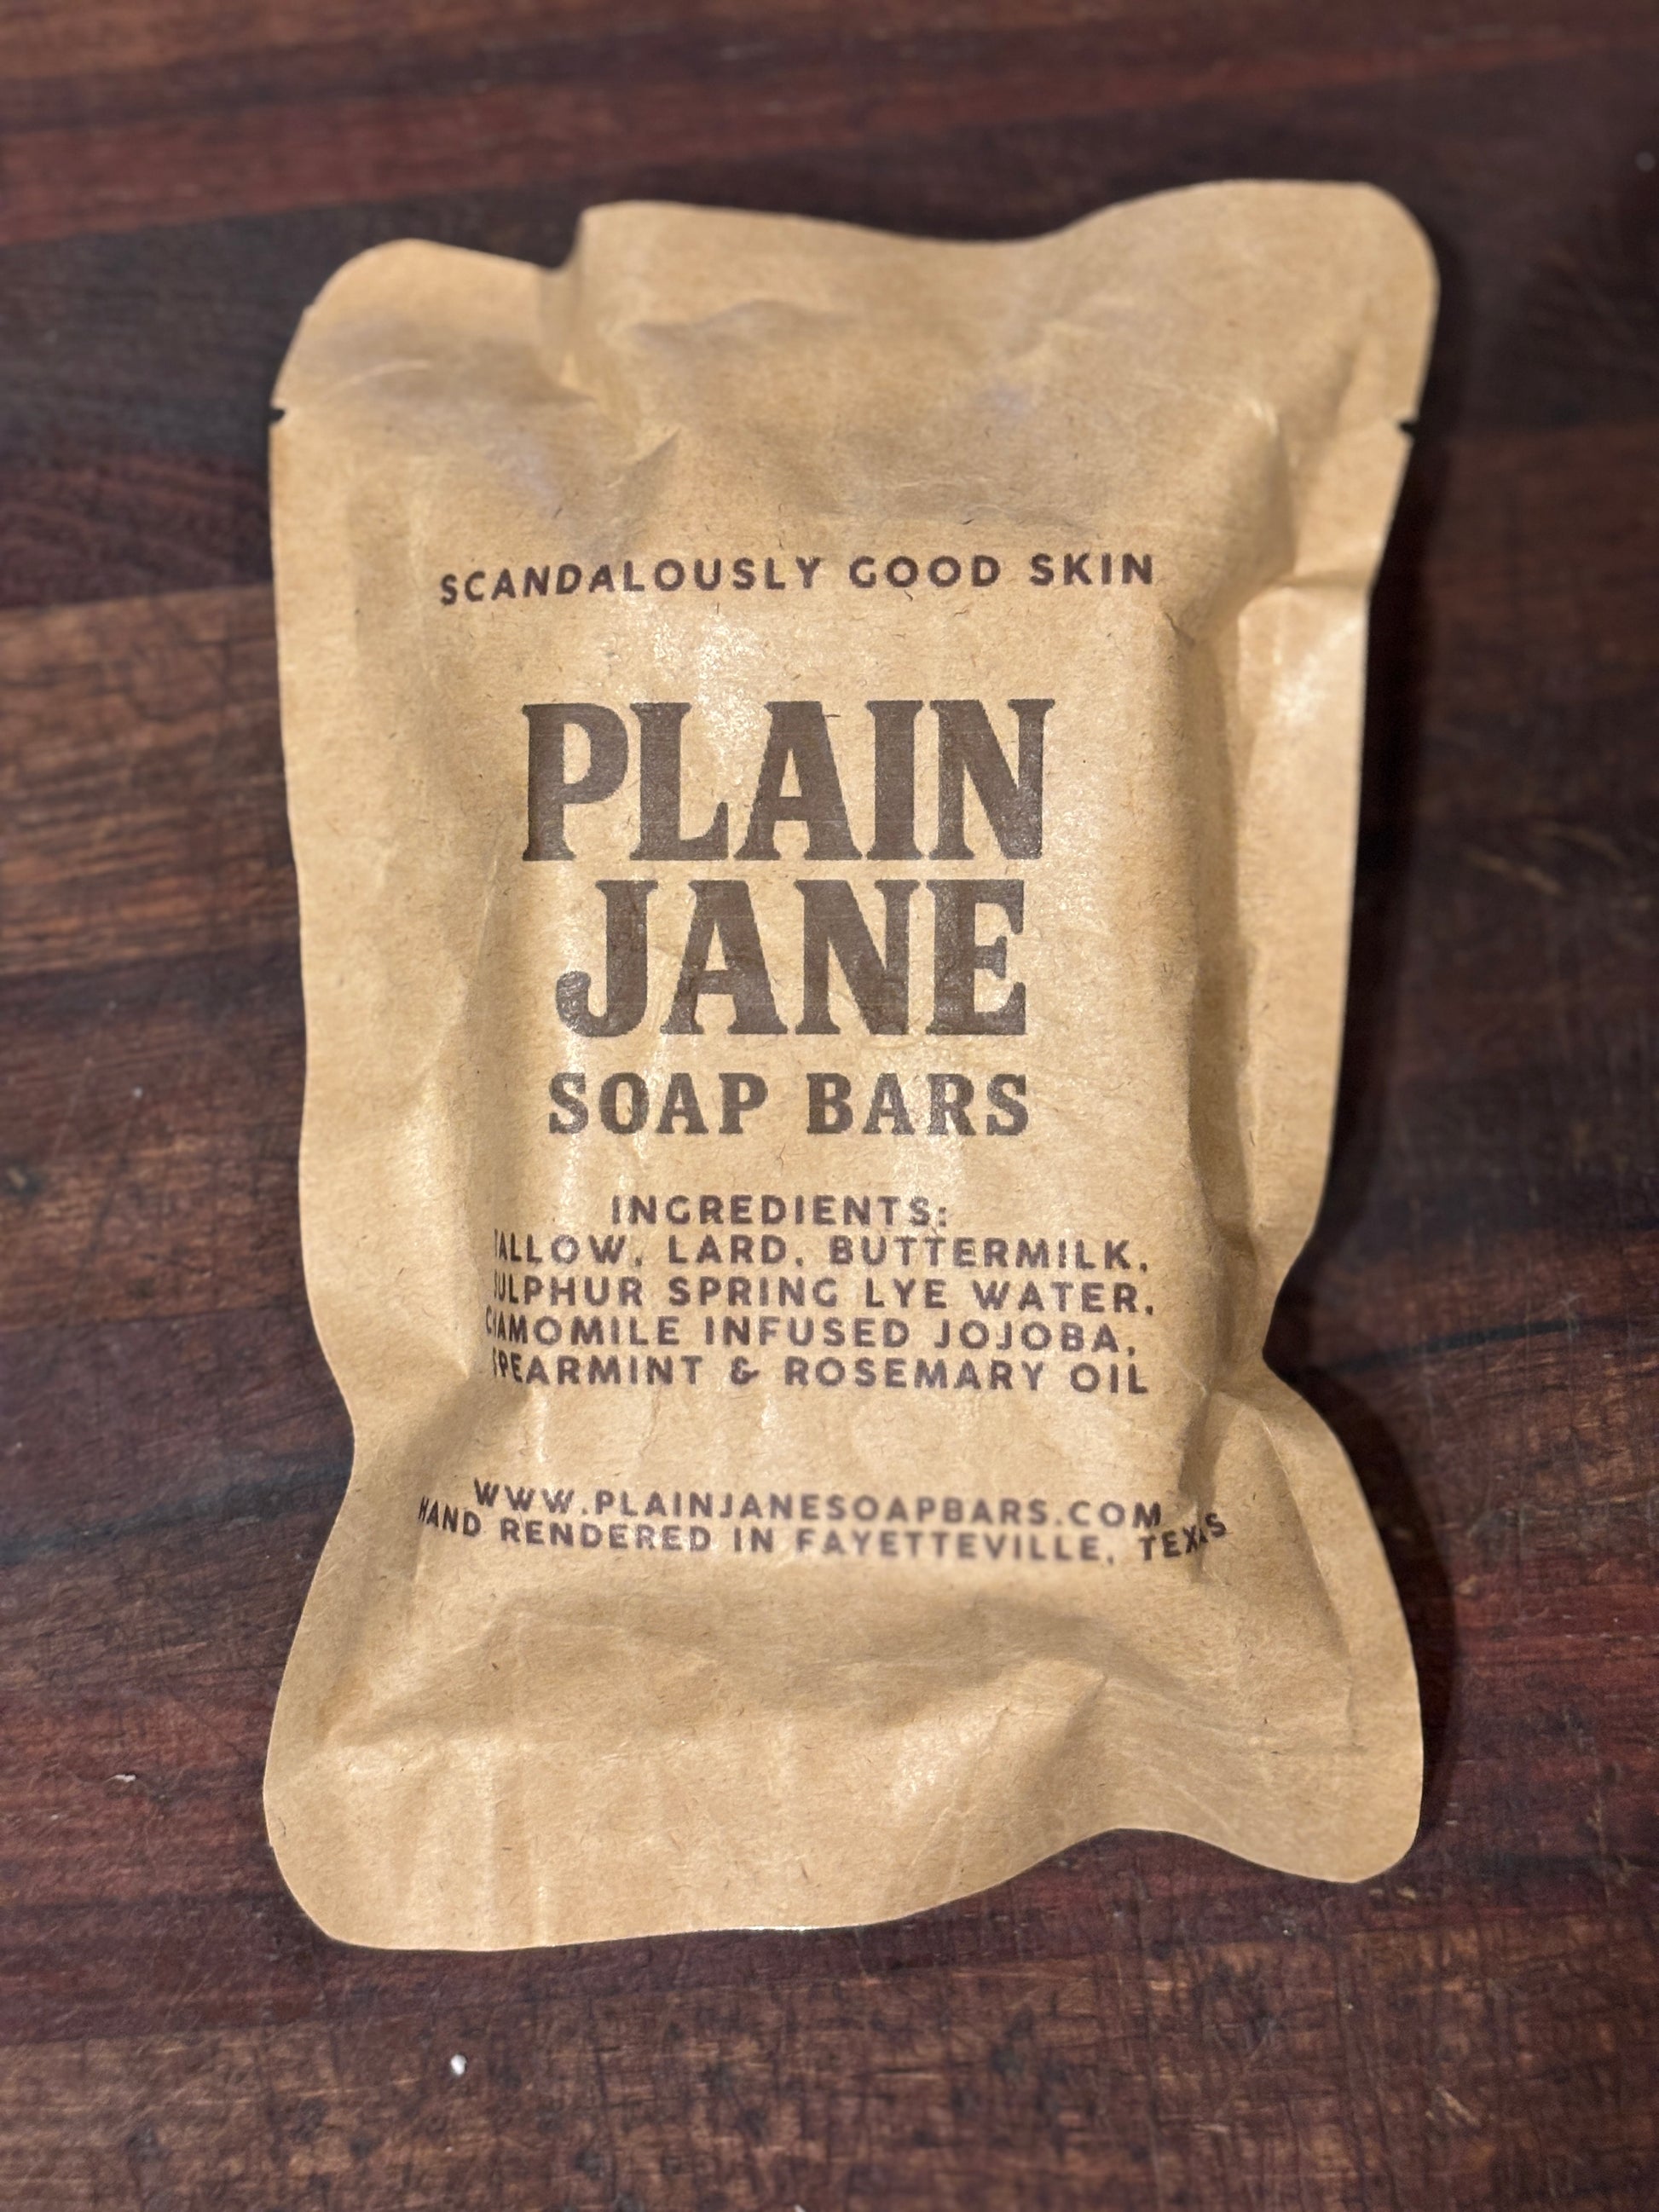 SCANDALOUSLY GOOD SKIN
PLAIN
JANE
SOAP BARS
INGREDIENTS:
TALLOW, LARD, BUTTERMILK,
SULPHUR SPRING LYE WATER,
CHAMOMILE INFUSED JOJOBA,
SPEARMINT & ROSEMARY OIL
WWW.PLAINJANESOAPBARS.COM
HAND RENDERED IN FAYETTEVILLE, TEXAS